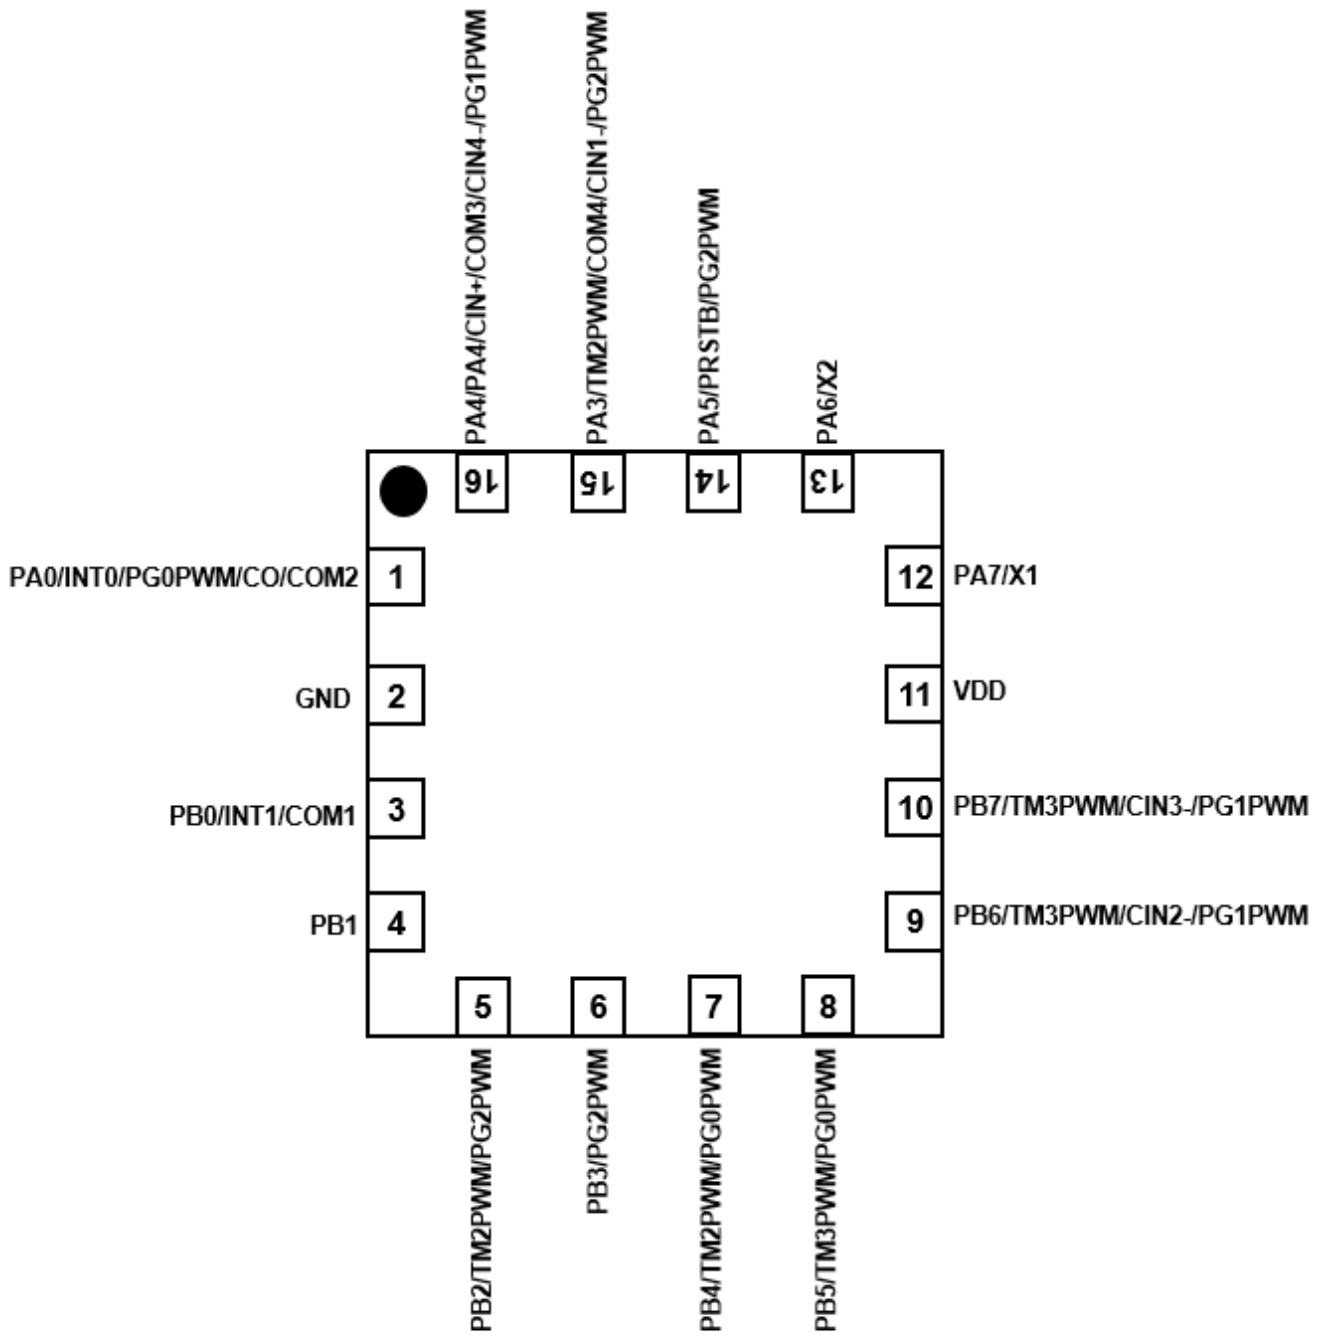 PA4/PA4/CIN+/COM3/CIN4-/PG1PWM
PA3/TM2PWM/COM4/CIN1-/PG2PWM
PA5/PRSTB/PG2PWM
PA6/X2
16
15
14
13
PA0/INT0/PG0PWM/CO/COM2
1
12
PA7/X1
GND
2
11
VDD
PB0/INT1/COM1
3
10
PB7/TM3PWM/CIN3-/PG1PWM
PB1
4
9
PB6/TM3PWM/CIN2-/PG1PWM
5
6
7
8
PB2/TM2PWM/PG2PWM
PB3/PG2PWM
PB4/TM2PWM/PG0PWM
PB5/TM3PWM/PG0PWM